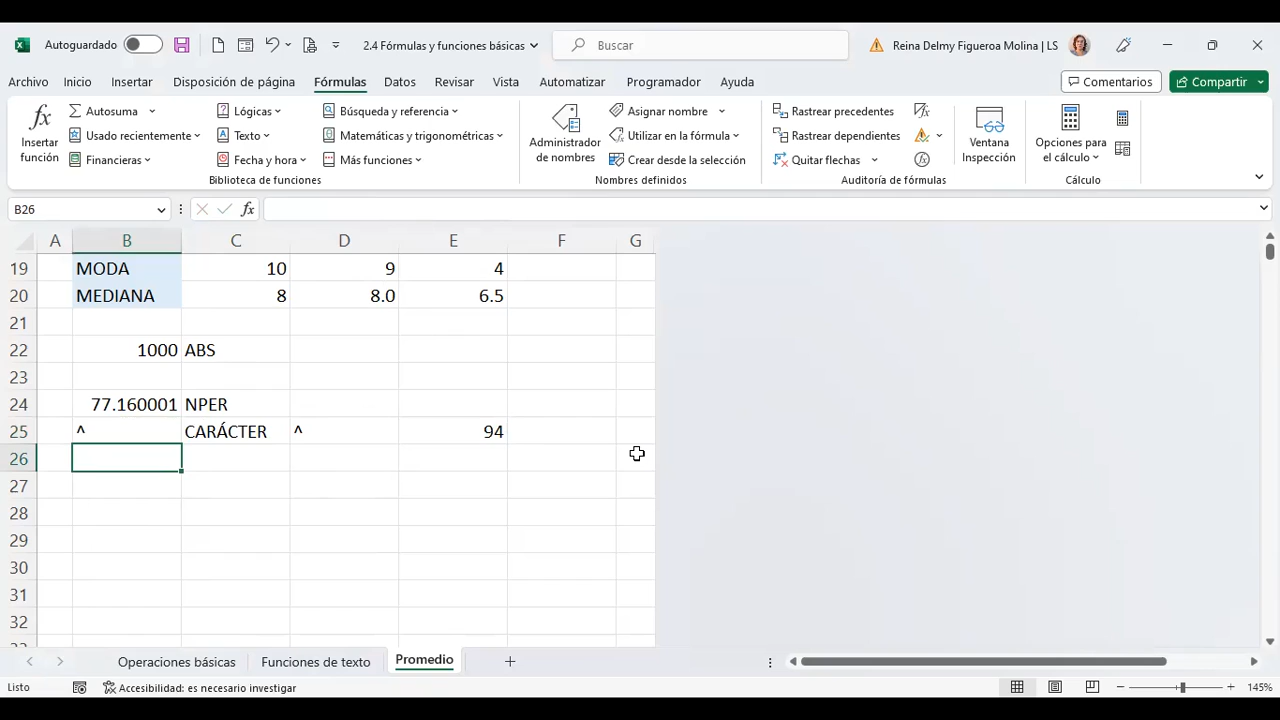 Autoguardado
2.4 Fórmulas y funciones básicas
Buscar
Reina Delmy Figueroa Molina | LS
Archivo Inicio Insertar Disposición de página Fórmulas Datos Revisar Vista Automatizar Programador Ayuda
Comentarios
Compartir
Insertar función
Autosuma
Usado recientemente
Financieras
Lógicas
Texto
Fecha y hora
Búsqueda y referencia
Matemáticas y trigonométricas
Más funciones
Biblioteca de funciones
Administrador de nombres
Asignar nombre
Utilizar en la fórmula
Crear desde la selección
Nombres definidos
Rastrear precedentes
Rastrear dependientes
Quitar flechas
Auditoría de fórmulas
Ventana Inspección
Opciones para el cálculo
Cálculo
B26
fx
A B C D E F G
19 MODA 10 9 4
20 MEDIANA 8 8.0 6.5
21
22 1000 ABS
23
24 77.160001 NPER
25 ^ CARÁCTER ^ 94
26
27
28
29
30
31
32
Operaciones básicas Funciones de texto Promedio
Listo
Accesibilidad: es necesario investigar
145%